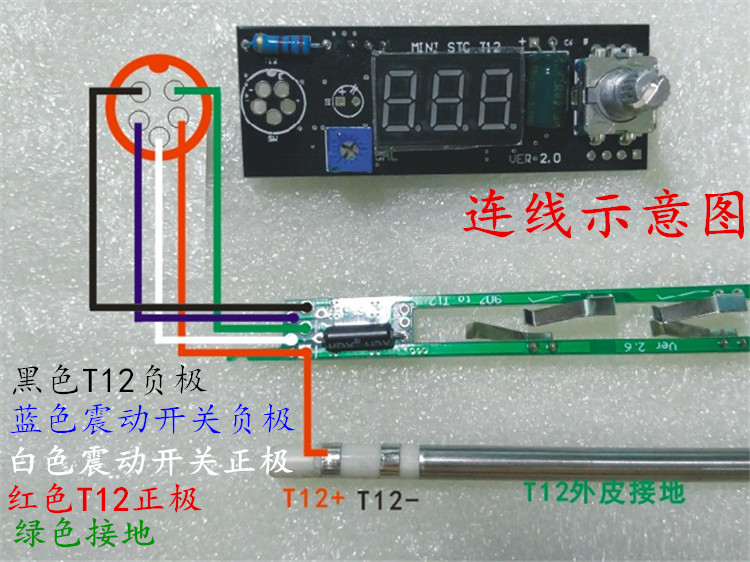 MINI STC T12
VER=2.0
连线示意图
907 to T12
Ver 2.6
黑色T12负极
蓝色震动开关负极
白色震动开关正极
红色T12正极
绿色接地
T12+
T12-
T12外皮接地